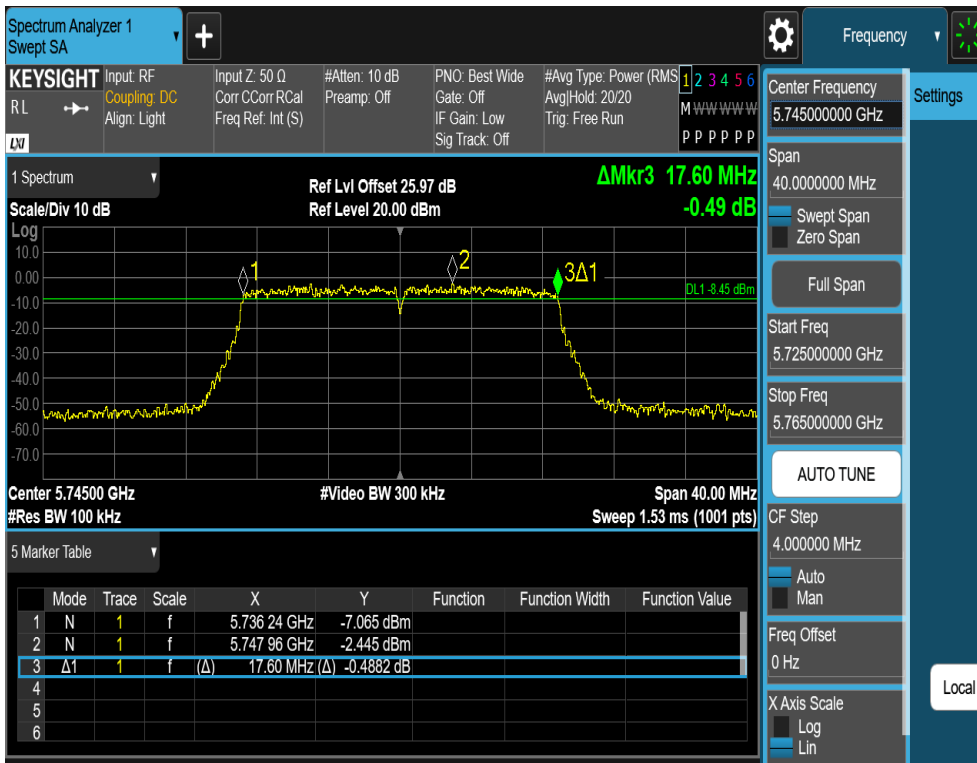 Spectrum Analyzer 1
Swept SA
+
Frequency
KEYSIGHT
RL
LXI
Input: RF
Coupling: DC
Align: Light
Input Z: 50 Ω
Corr CCorr RCal
Freq Ref: Int (S)
#Atten: 10 dB
Preamp: Off
PNO: Best Wide
Gate: Off
IF Gain: Low
Sig Track: Off
#Avg Type: Power (RMS
Avg|Hold: 20/20
Trig: Free Run
1 2 3 4 5 6
M W W W W W
P P P P P P
1 Spectrum
Scale/Div 10 dB
Ref Lvl Offset 25.97 dB
Ref Level 20.00 dBm
ΔMkr3 17.60 MHz
-0.49 dB
Log
10.0
0.00
-10.0
-20.0
-30.0
-40.0
-50.0
-60.0
-70.0
1
2
3Δ1
DL1 -8.45 dBm
Center 5.74500 GHz
#Res BW 100 kHz
#Video BW 300 kHz
Span 40.00 MHz
Sweep 1.53 ms (1001 pts)
5 Marker Table
Mode Trace Scale X Y Function Function Width Function Value
1 N 1 f 5.736 24 GHz -7.065 dBm
2 N 1 f 5.747 96 GHz -2.445 dBm
3 Δ1 1 f (Δ) 17.60 MHz (Δ) -0.4882 dB
4
5
6
Center Frequency
5.745000000 GHz
Span
40.0000000 MHz
Swept Span
Zero Span
Full Span
Start Freq
5.725000000 GHz
Stop Freq
5.765000000 GHz
AUTO TUNE
CF Step
4.000000 MHz
Auto
Man
Freq Offset
0 Hz
X Axis Scale
Log
Lin
Settings
Local